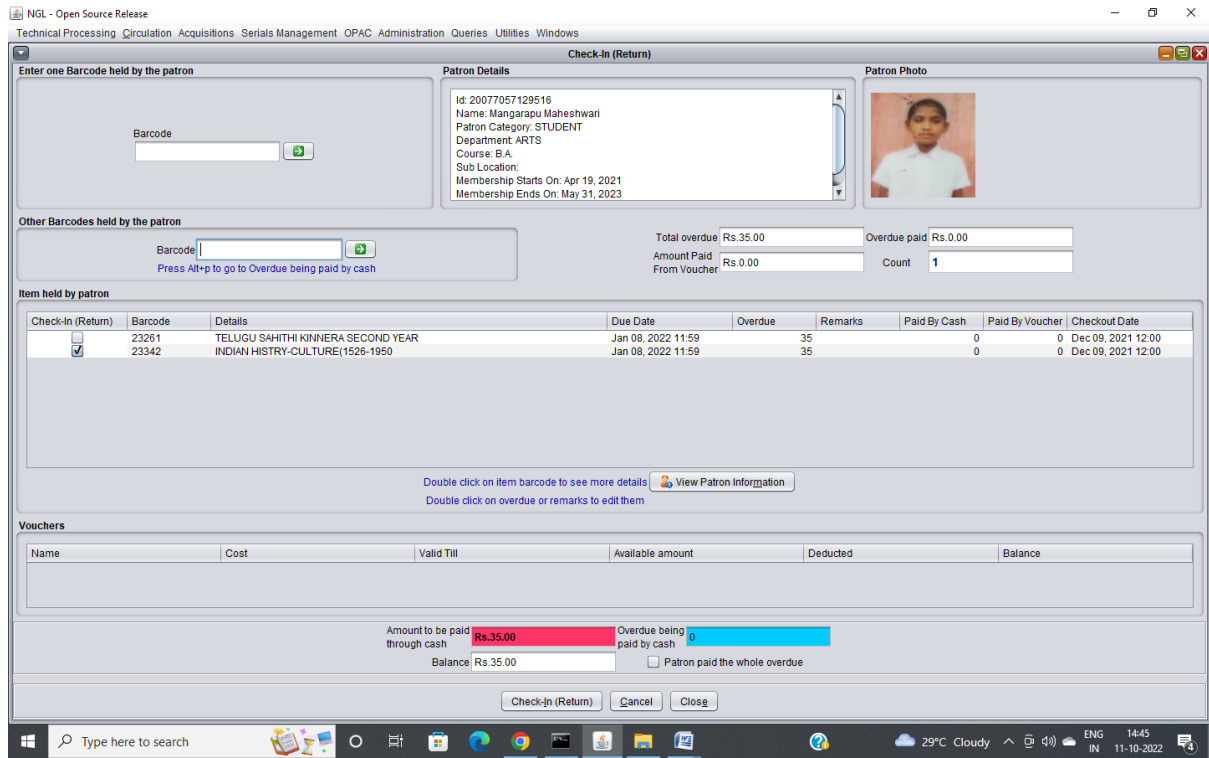 NGL - Open Source Release
Technical Processing Circulation Acquisitions Serials Management OPAC Administration Queries Utilities Windows
Check-In (Return)
Enter one Barcode held by the patron
Barcode
Patron Details
Id: 20077057129516
Name: Mangarapu Maheshwari
Patron Category: STUDENT
Department: ARTS
Course: B.A.
Sub Location:
Membership Starts On: Apr 19, 2021
Membership Ends On: May 31, 2023
Patron Photo
Other Barcodes held by the patron
Barcode
Press Alt+p to go to Overdue being paid by cash
Total overdue Rs.35.00 Overdue paid Rs.0.00
Amount Paid
From Voucher Rs.0.00 Count 1
Item held by patron
Check-In (Return) Barcode Details Due Date Overdue Remarks Paid By Cash Paid By Voucher Checkout Date
23261 TELUGU SAHITHI KINNERA SECOND YEAR Jan 08, 2022 11:59 35 0 0 Dec 09, 2021 12:00
23342 INDIAN HISTRY-CULTURE(1526-1950 Jan 08, 2022 11:59 35 0 0 Dec 09, 2021 12:00
Double click on item barcode to see more details View Patron Information
Double click on overdue or remarks to edit them
Vouchers
Name Cost Valid Till Available amount Deducted Balance
Amount to be paid
through cash Rs.35.00
Overdue being
paid by cash 0
Balance Rs.35.00 Patron paid the whole overdue
Check-In (Return) Cancel Close
Type here to search 29°C Cloudy ENG 14:45
IN 11-10-2022 4